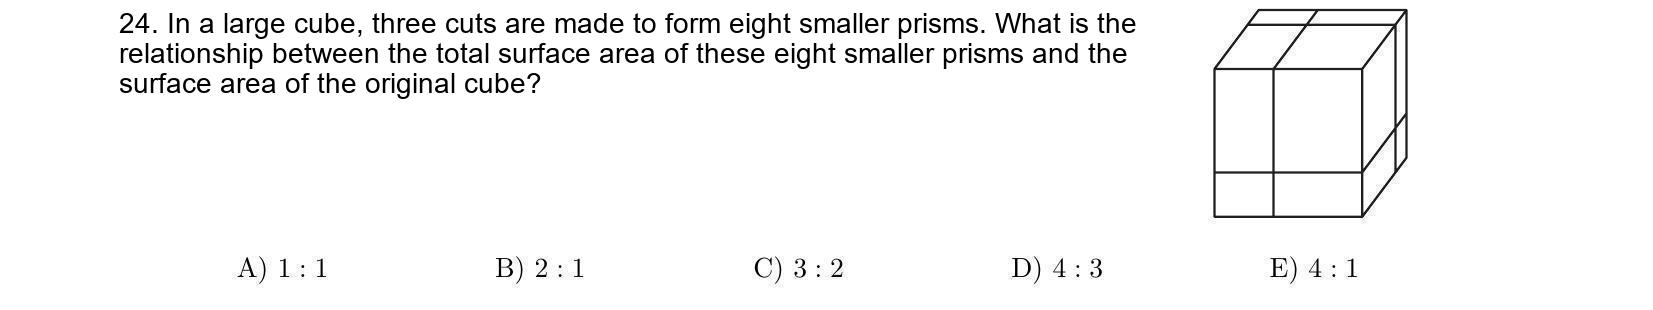 24. In a large cube, three cuts are made to form eight smaller prisms. What is the
relationship between the total surface area of these eight smaller prisms and the
surface area of the original cube?
A) 1 : 1 B) 2 : 1 C) 3 : 2 D) 4 : 3 E) 4 : 1